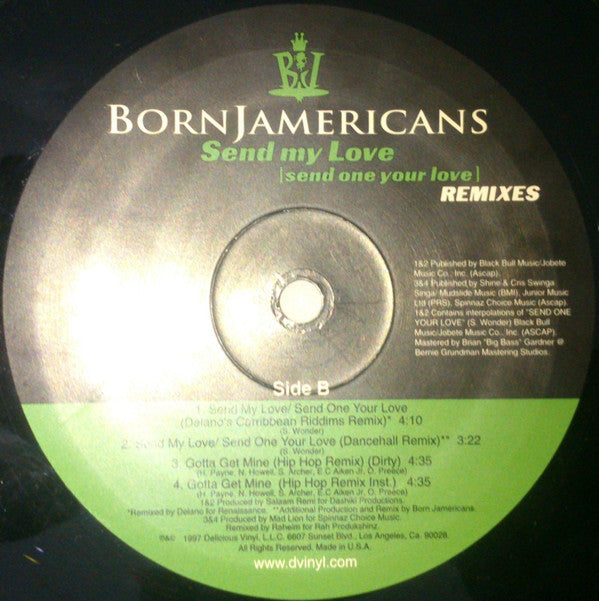 BJ
BORNJAMERICANS
Send my Love
[send one your love]
REMIXES
1&2 Published by Black Bull Music/Jobete
Music Co., Inc. (Ascap).
3&4 Published by Shine & Cris Swinga
Singa/ Mudslide Music (BMI), Junior Music
Ltd (PRS), Spinnaz Choice Music (Ascap).
1&2 Contains interpolations of "SEND ONE
YOUR LOVE" (S. Wonder) Black Bull
Music/Jobete Music Co., Inc. (ASCAP).
Mastered by Brian "Big Bass" Gardner @
Bernie Grundman Mastering Studios.
Side B
1. Send My Love/ Send One Your Love
(Delano's Carribbean Riddims Remix)* 4:10
(S. Wonder)
2. Send My Love/ Send One Your Love (Dancehall Remix)** 3:22
(S. Wonder)
3. Gotta Get Mine (Hip Hop Remix) (Dirty) 4:35
(H. Payne, N. Howell, S. Archer, E.C Aiken Jr, O. Preece)
4. Gotta Get Mine (Hip Hop Remix Inst.) 4:35
(H. Payne, N. Howell, S. Archer, E.C Aiken Jr, O. Preece)
1&2 Produced by Salaam Remi for Dashiki Productions.
*Remixed by Delano for Renaissance. **Additional Production and Remix by Born Jamericans.
3&4 Produced by Mad Lion for Spinnaz Choice Music.
Remixed by Raheim for Rah Produkshinz.
℗&© 1997 Delicious Vinyl, L.L.C. 6607 Sunset Blvd., Los Angeles, Ca. 90028.
All Rights Reserved. Made in U.S.A.
www.dvinyl.com